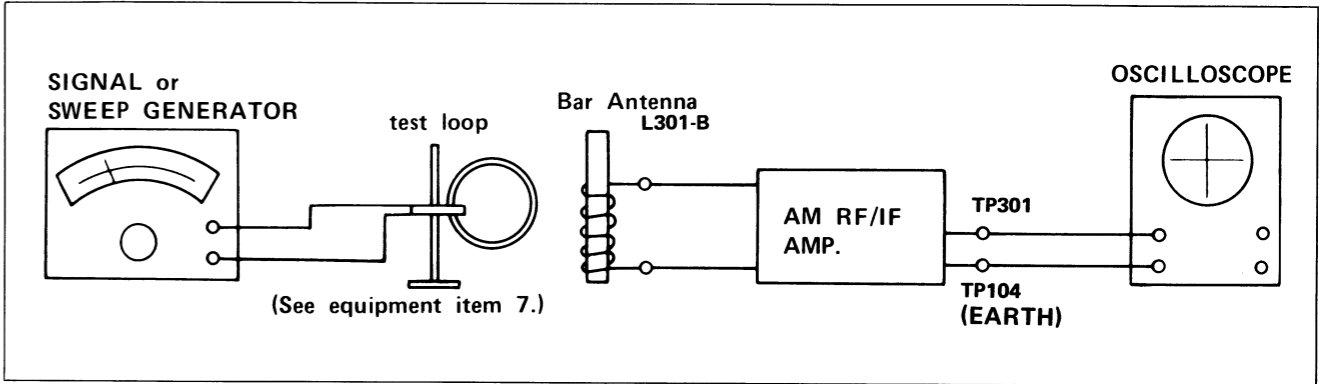 SIGNAL or
SWEEP GENERATOR
test loop
(See equipment item 7.)
Bar Antenna
L301-B
AM RF/IF
AMP.
TP301
TP104
(EARTH)
OSCILLOSCOPE